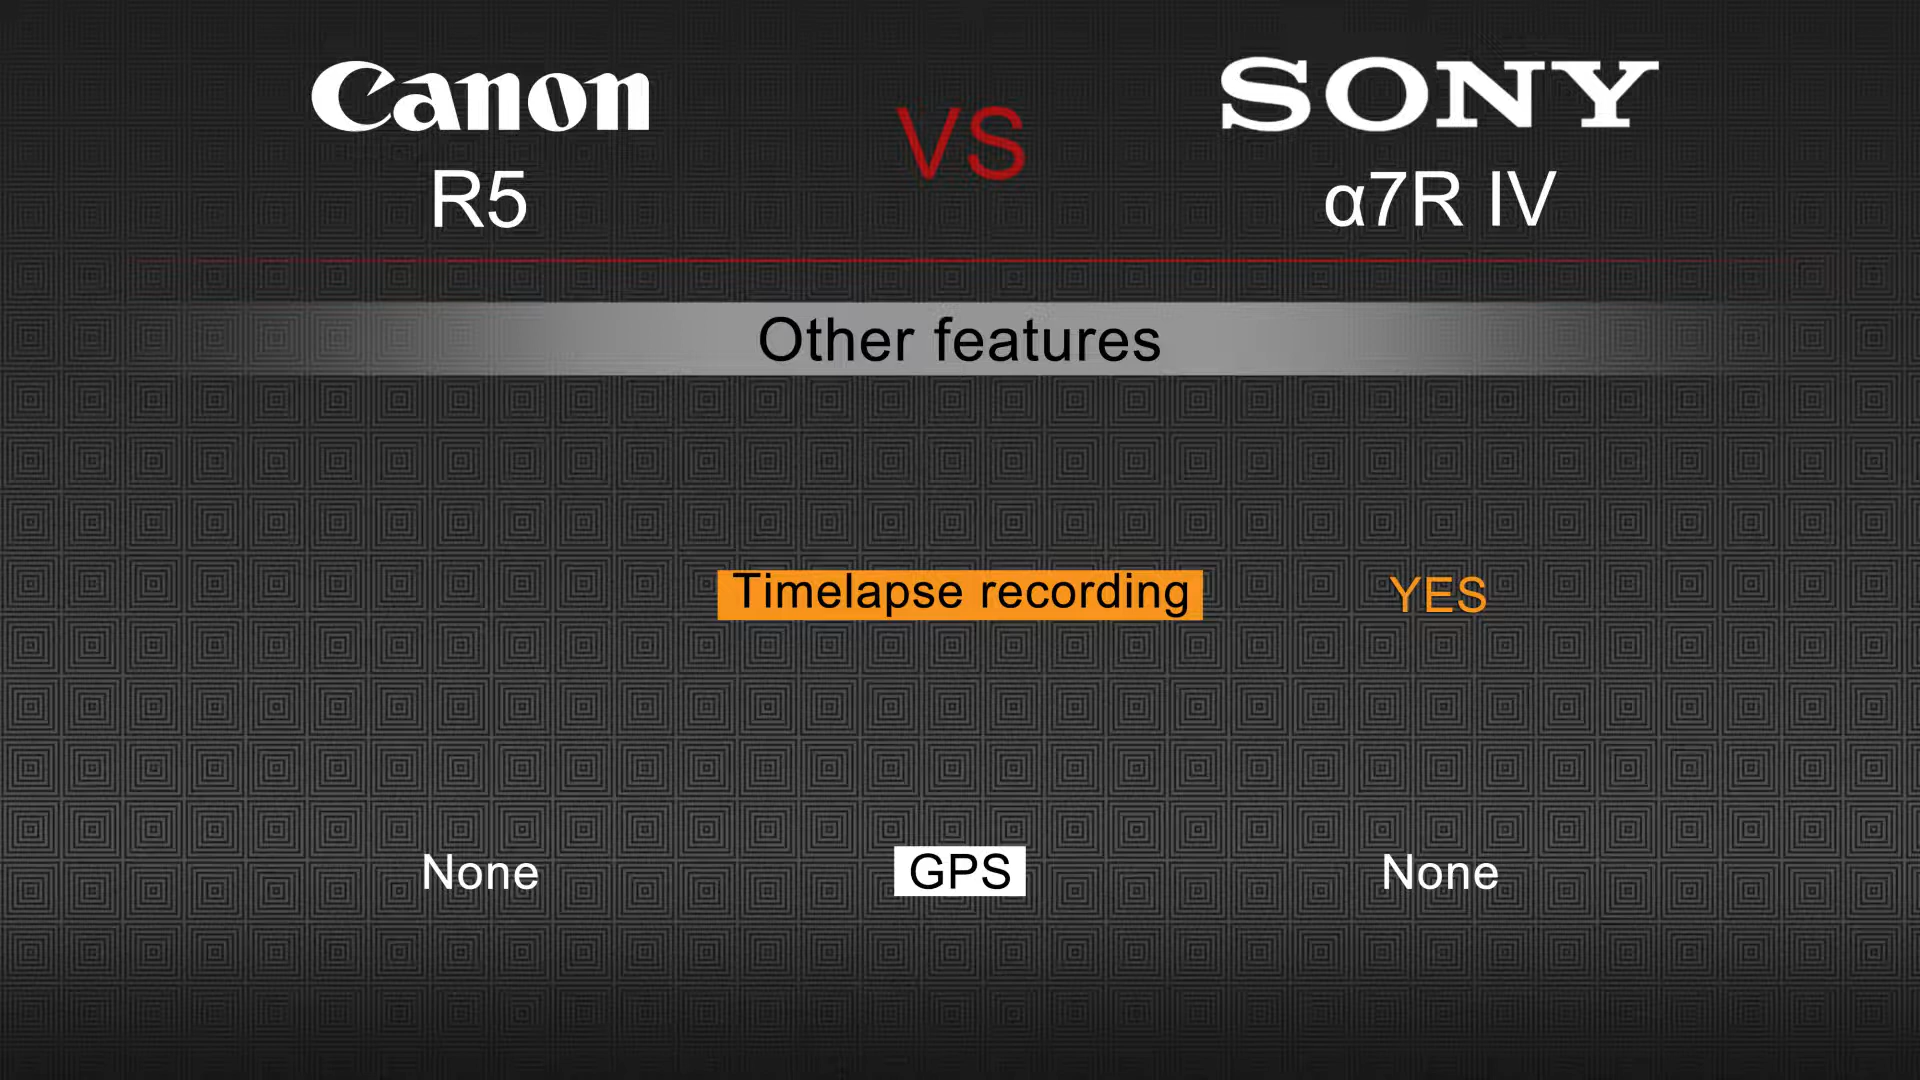 Canon
VS
SONY
R5
α7R IV
Other features
Timelapse recording
YES
None
GPS
None